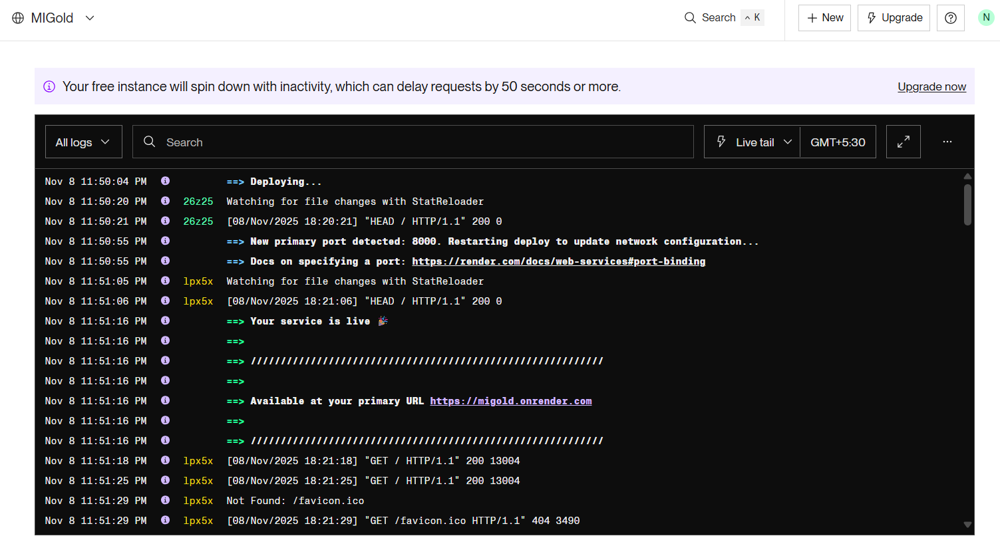 MIGold
Search ^ K
+ New
Upgrade
N
Your free instance will spin down with inactivity, which can delay requests by 50 seconds or more.
Upgrade now
All logs
Search
Live tail
GMT+5:30
...
Nov 8 11:50:04 PM ==> Deploying...
Nov 8 11:50:20 PM 26z25 Watching for file changes with StatReloader
Nov 8 11:50:21 PM 26z25 [08/Nov/2025 18:20:21] "HEAD / HTTP/1.1" 200 0
Nov 8 11:50:55 PM ==> New primary port detected: 8000. Restarting deploy to update network configuration...
Nov 8 11:50:55 PM ==> Docs on specifying a port: https://render.com/docs/web-services#port-binding
Nov 8 11:51:05 PM lpx5x Watching for file changes with StatReloader
Nov 8 11:51:06 PM lpx5x [08/Nov/2025 18:21:06] "HEAD / HTTP/1.1" 200 0
Nov 8 11:51:16 PM ==> Your service is live 🎉
Nov 8 11:51:16 PM ==>
Nov 8 11:51:16 PM ==> ///////////////////////////////////////////////////////////
Nov 8 11:51:16 PM ==>
Nov 8 11:51:16 PM ==> Available at your primary URL https://migold.onrender.com
Nov 8 11:51:16 PM ==>
Nov 8 11:51:16 PM ==> ///////////////////////////////////////////////////////////
Nov 8 11:51:18 PM lpx5x [08/Nov/2025 18:21:18] "GET / HTTP/1.1" 200 13004
Nov 8 11:51:25 PM lpx5x [08/Nov/2025 18:21:25] "GET / HTTP/1.1" 200 13004
Nov 8 11:51:29 PM lpx5x Not Found: /favicon.ico
Nov 8 11:51:29 PM lpx5x [08/Nov/2025 18:21:29] "GET /favicon.ico HTTP/1.1" 404 3490